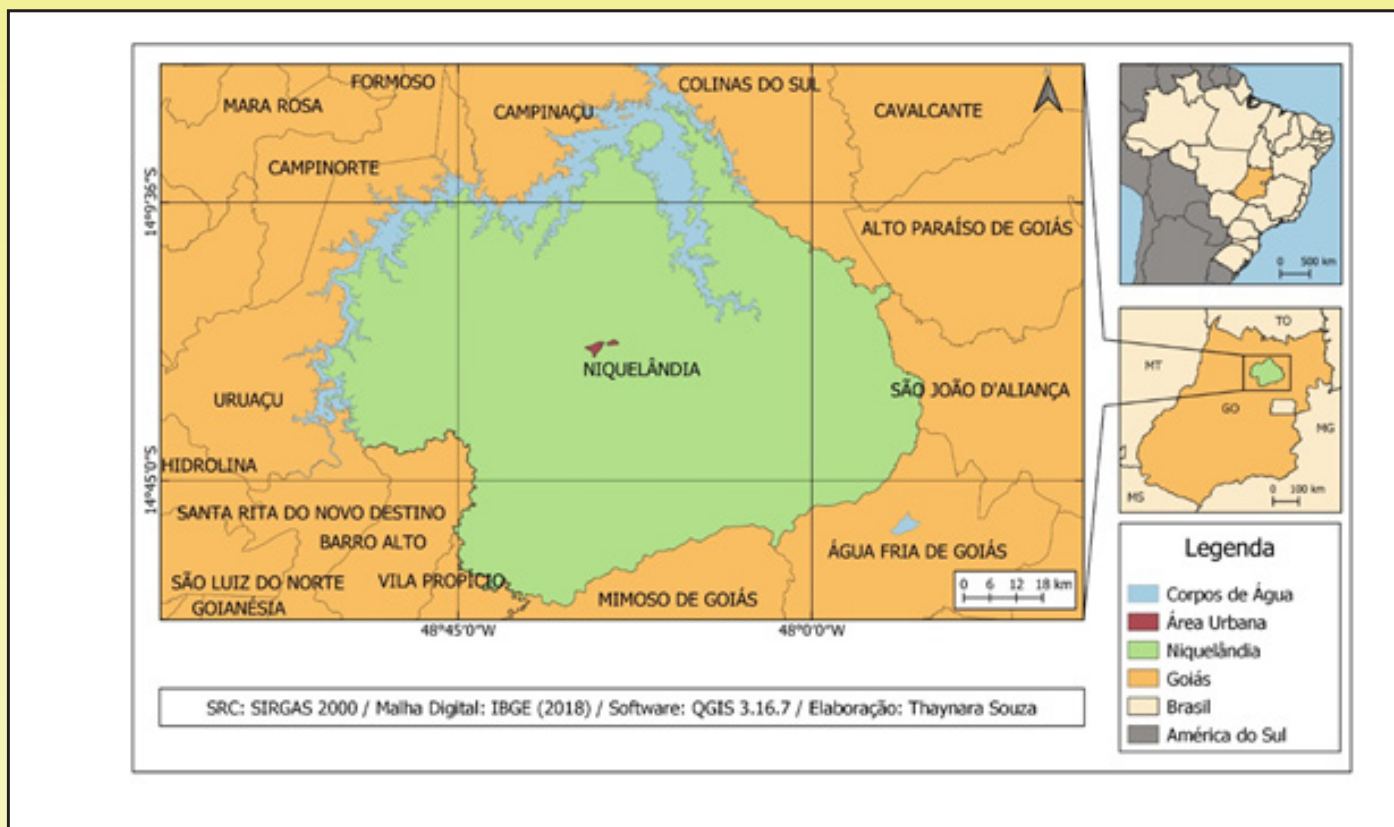 FORMOSO
MARA ROSA
CAMPINAÇU
COLINAS DO SUL
CAVALCANTE
CAMPINORTE
ALTO PARAÍSO DE GOIÁS
NIQUELÂNDIA
URUAÇU
SÃO JOÃO D'ALIANÇA
HIDROLINA
SANTA RITA DO NOVO DESTINO
BARRO ALTO
ÁGUA FRIA DE GOIÁS
SÃO LUIZ DO NORTE
VILA PROPÍCIO
GOIANÉSIA
MIMOSO DE GOIÁS
14°9'36"S
14°45'0"S
48°45'0"W
48°0'0"W
0 6 12 18 km
0 500 km
TO
MT
GO
MG
MS
0 100 km
Legenda
Corpos de Água
Área Urbana
Niquelândia
Goiás
Brasil
América do Sul
SRC: SIRGAS 2000 / Malha Digital: IBGE (2018) / Software: QGIS 3.16.7 / Elaboração: Thaynara Souza